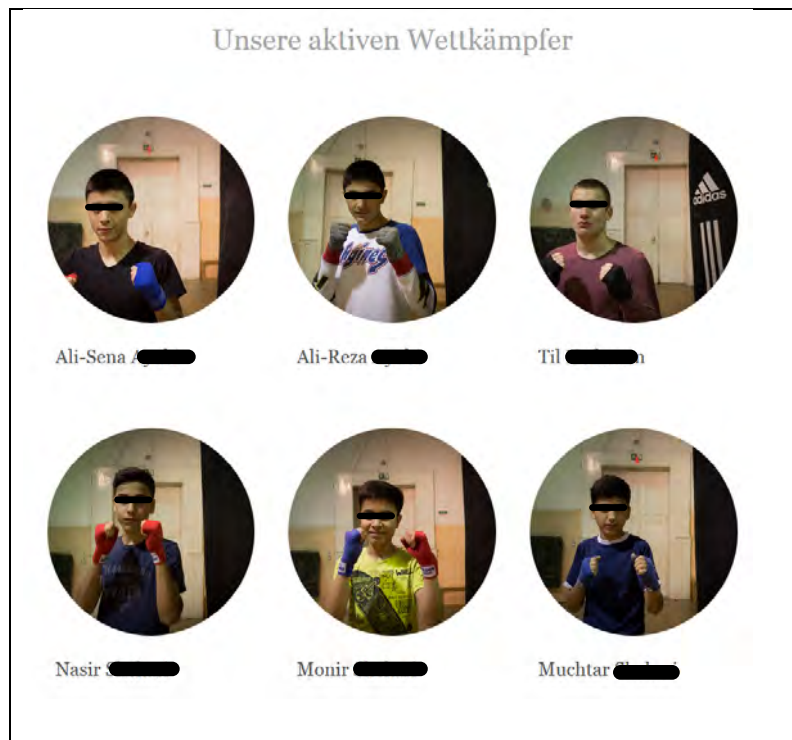 Unsere aktiven Wettkämpfer
adidas
Ali-Sena
Ali-Reza
Til
Nasir
Monir
Muchtar